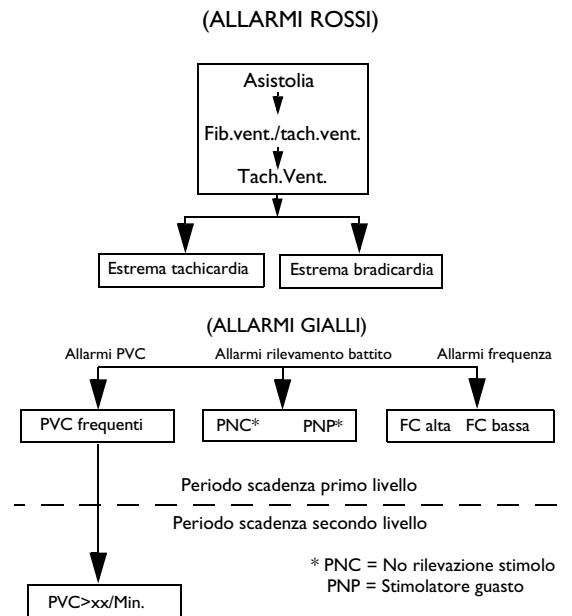 (ALLARMI ROSSI)
Asistolia
Fib.vent./tach.vent.
Tach.Vent.
Estrema tachicardia
Estrema bradicardia
(ALLARMI GIALLI)
Allarmi PVC
Allarmi rilevamento battito
Allarmi frequenza
PVC frequenti
PNC* PNP*
FC alta FC bassa
Periodo scadenza primo livello
Periodo scadenza secondo livello
* PNC = No rilevazione stimolo
PNP = Stimolatore guasto
PVC>xx/Min.